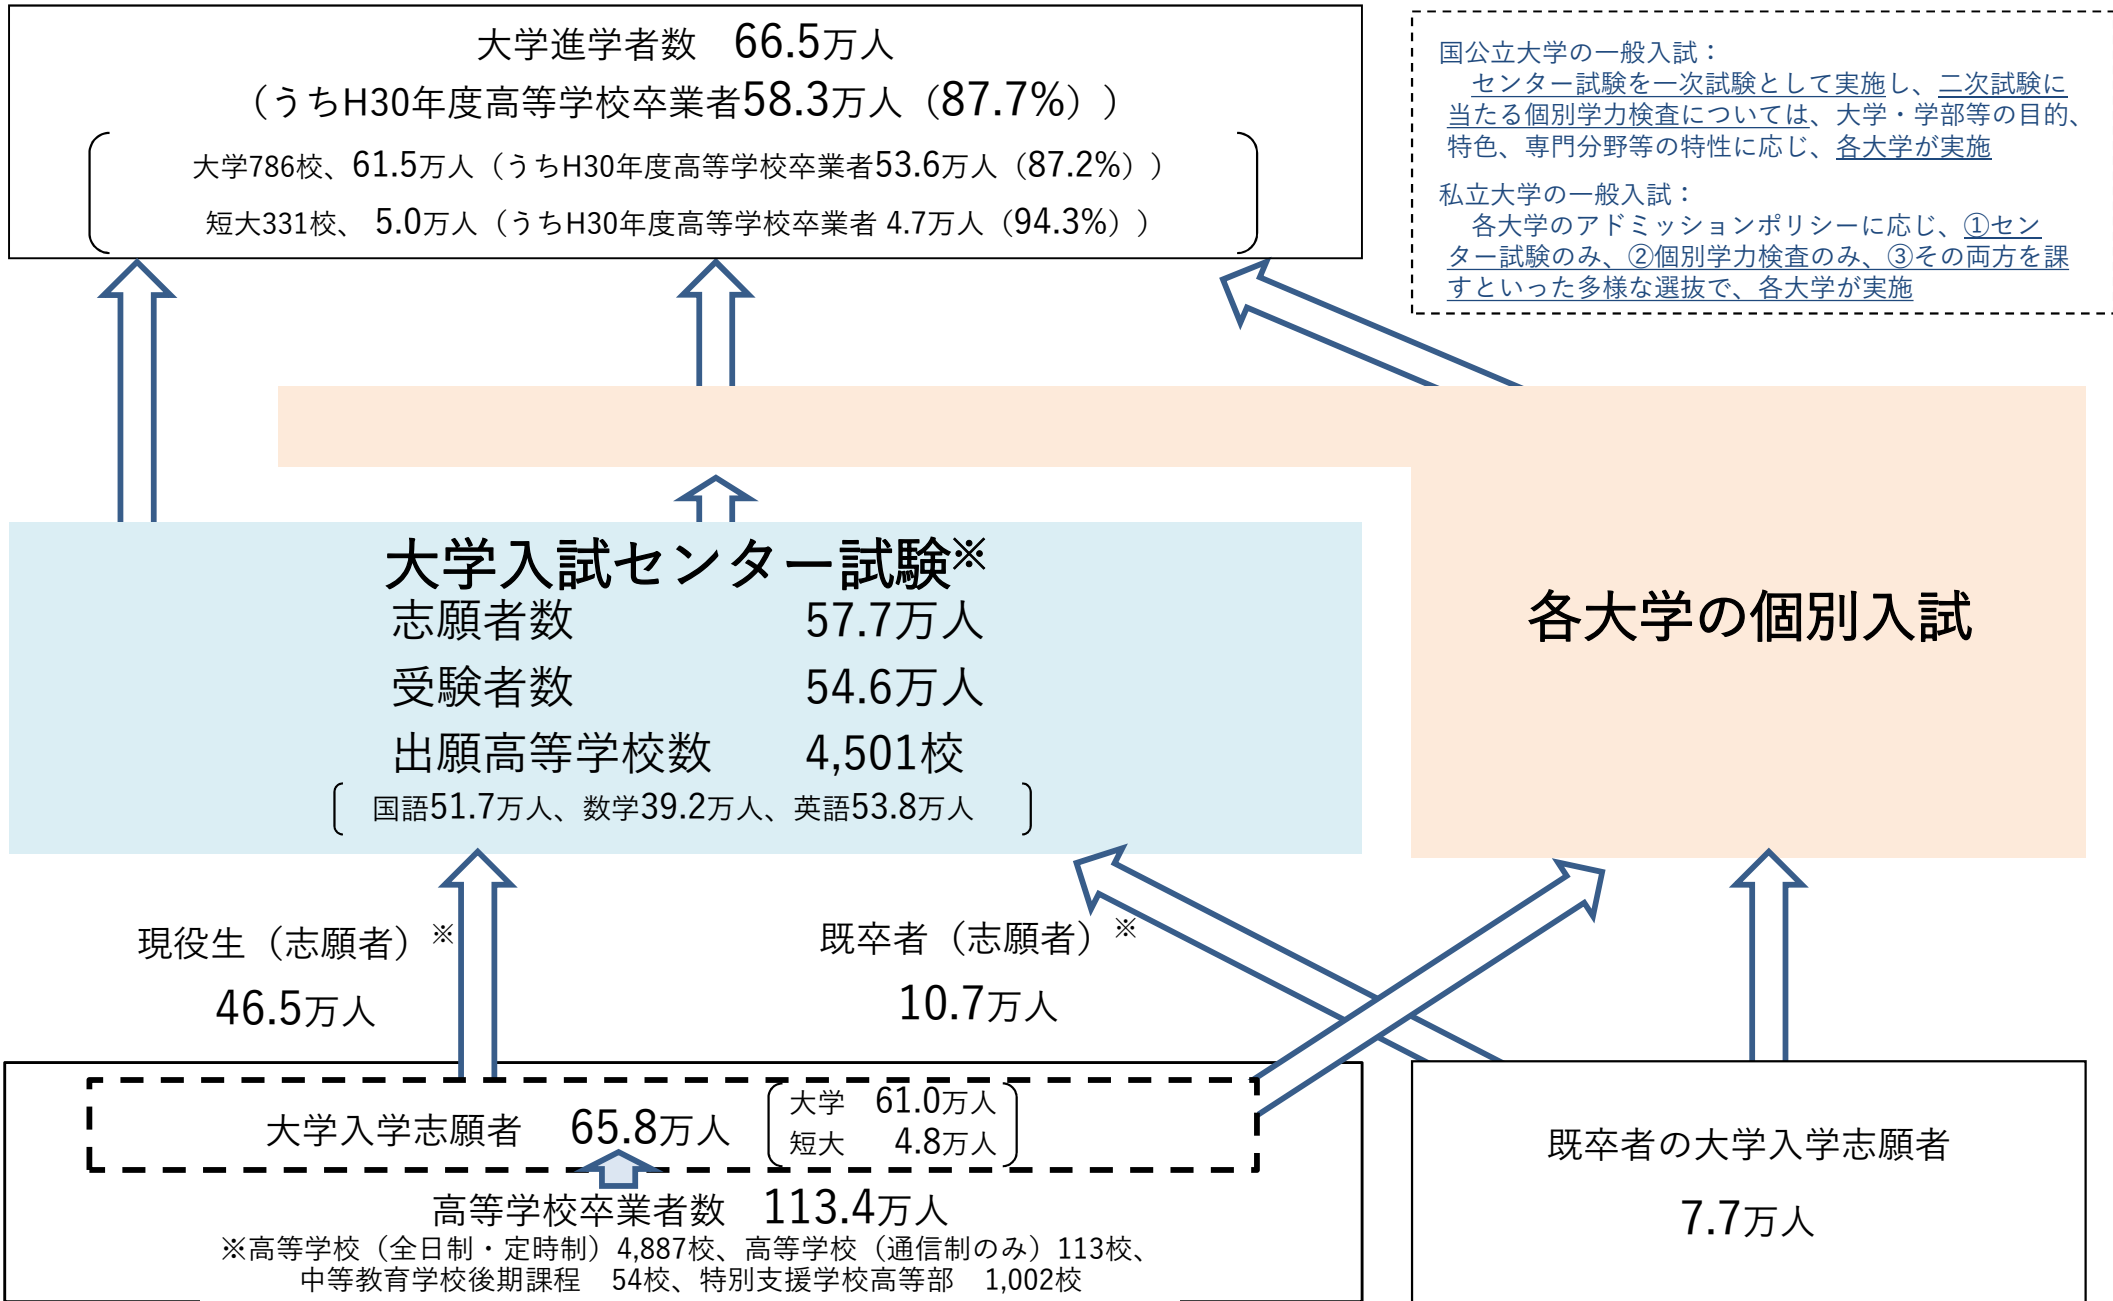 大学進学者数　66.5万人
（うちH30年度高等学校卒業者58.3万人（87.7%））
大学786校、61.5万人（うちH30年度高等学校卒業者53.6万人（87.2%））
短大331校、 5.0万人（うちH30年度高等学校卒業者 4.7万人（94.3%））
国公立大学の一般入試：
センター試験を一次試験として実施し、二次試験に
当たる個別学力検査については、大学・学部等の目的、
特色、専門分野等の特性に応じ、各大学が実施
私立大学の一般入試：
各大学のアドミッションポリシーに応じ、①セン
ター試験のみ、②個別学力検査のみ、③その両方を課
すといった多様な選抜で、各大学が実施
大学入試センター試験※
志願者数　57.7万人
受験者数　54.6万人
出願高等学校数　4,501校
国語51.7万人、数学39.2万人、英語53.8万人
各大学の個別入試
現役生（志願者）※
46.5万人
既卒者（志願者）※
10.7万人
大学入学志願者　65.8万人
大学　61.0万人
短大　4.8万人
高等学校卒業者数　113.4万人
※高等学校（全日制・定時制）4,887校、高等学校（通信制のみ）113校、
中等教育学校後期課程　54校、特別支援学校高等部　1,002校
既卒者の大学入学志願者
7.7万人